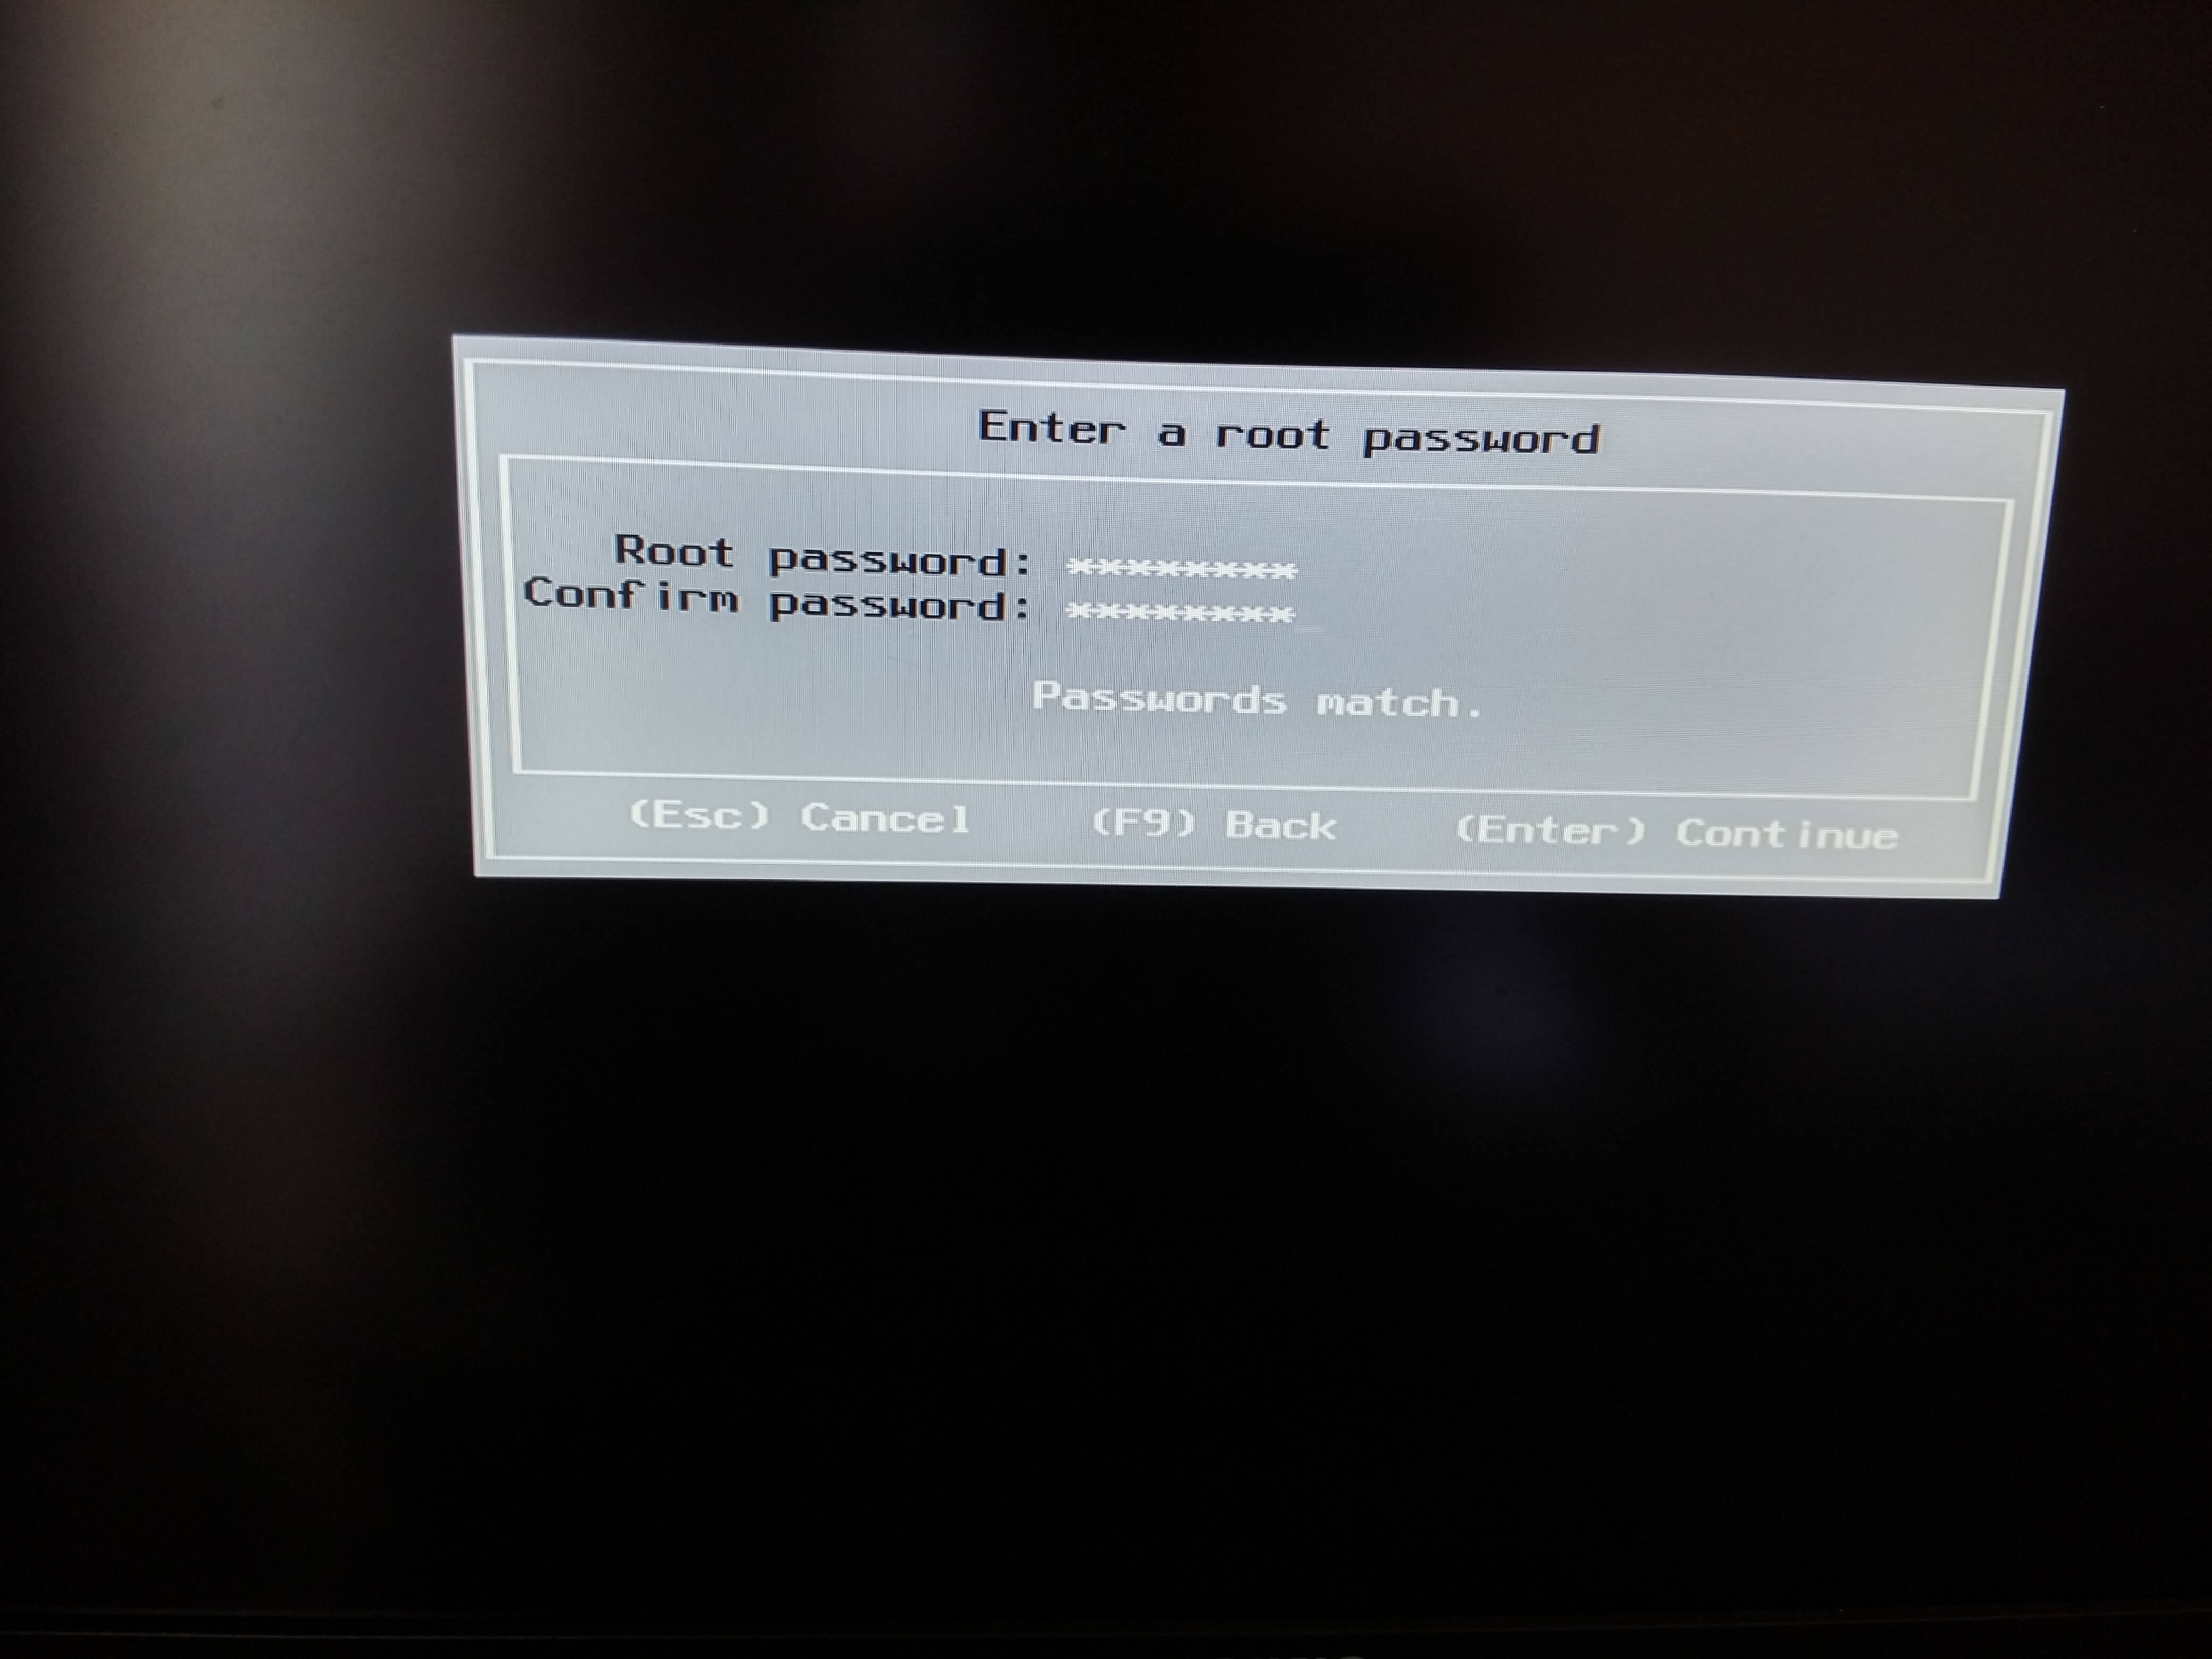 Enter a root password
Root password: ********
Confirm password: ********_
Passwords match.
(Esc) Cancel (F9) Back (Enter) Continue